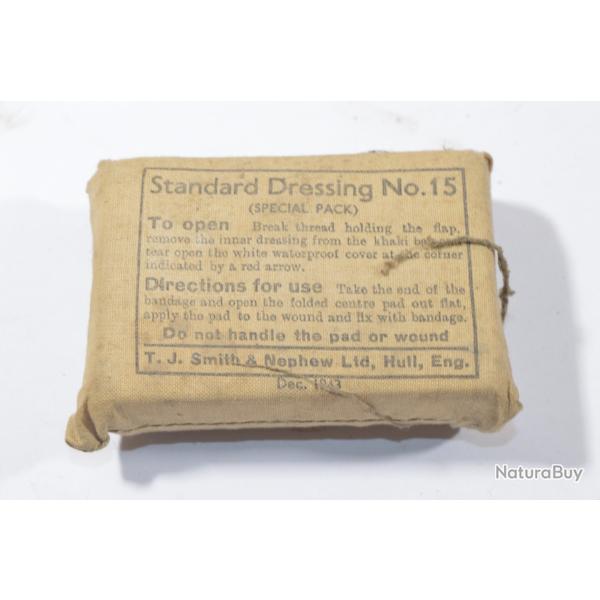 Standard Dressing No. 15
(SPECIAL PACK)
To open Break thread holding the flap,
remove the inner dressing from the khaki
tear open the white waterproof cover at the corner
indicated by a red arrow.
Directions for use Take the end of the
bandage and open the folded centre pad out flat,
apply the pad to the wound and fix with bandage.
Do not handle the pad or wound
T. J. Smith & Nephew Ltd, Hull, Eng.
Dec. 1943
NaturaBuy